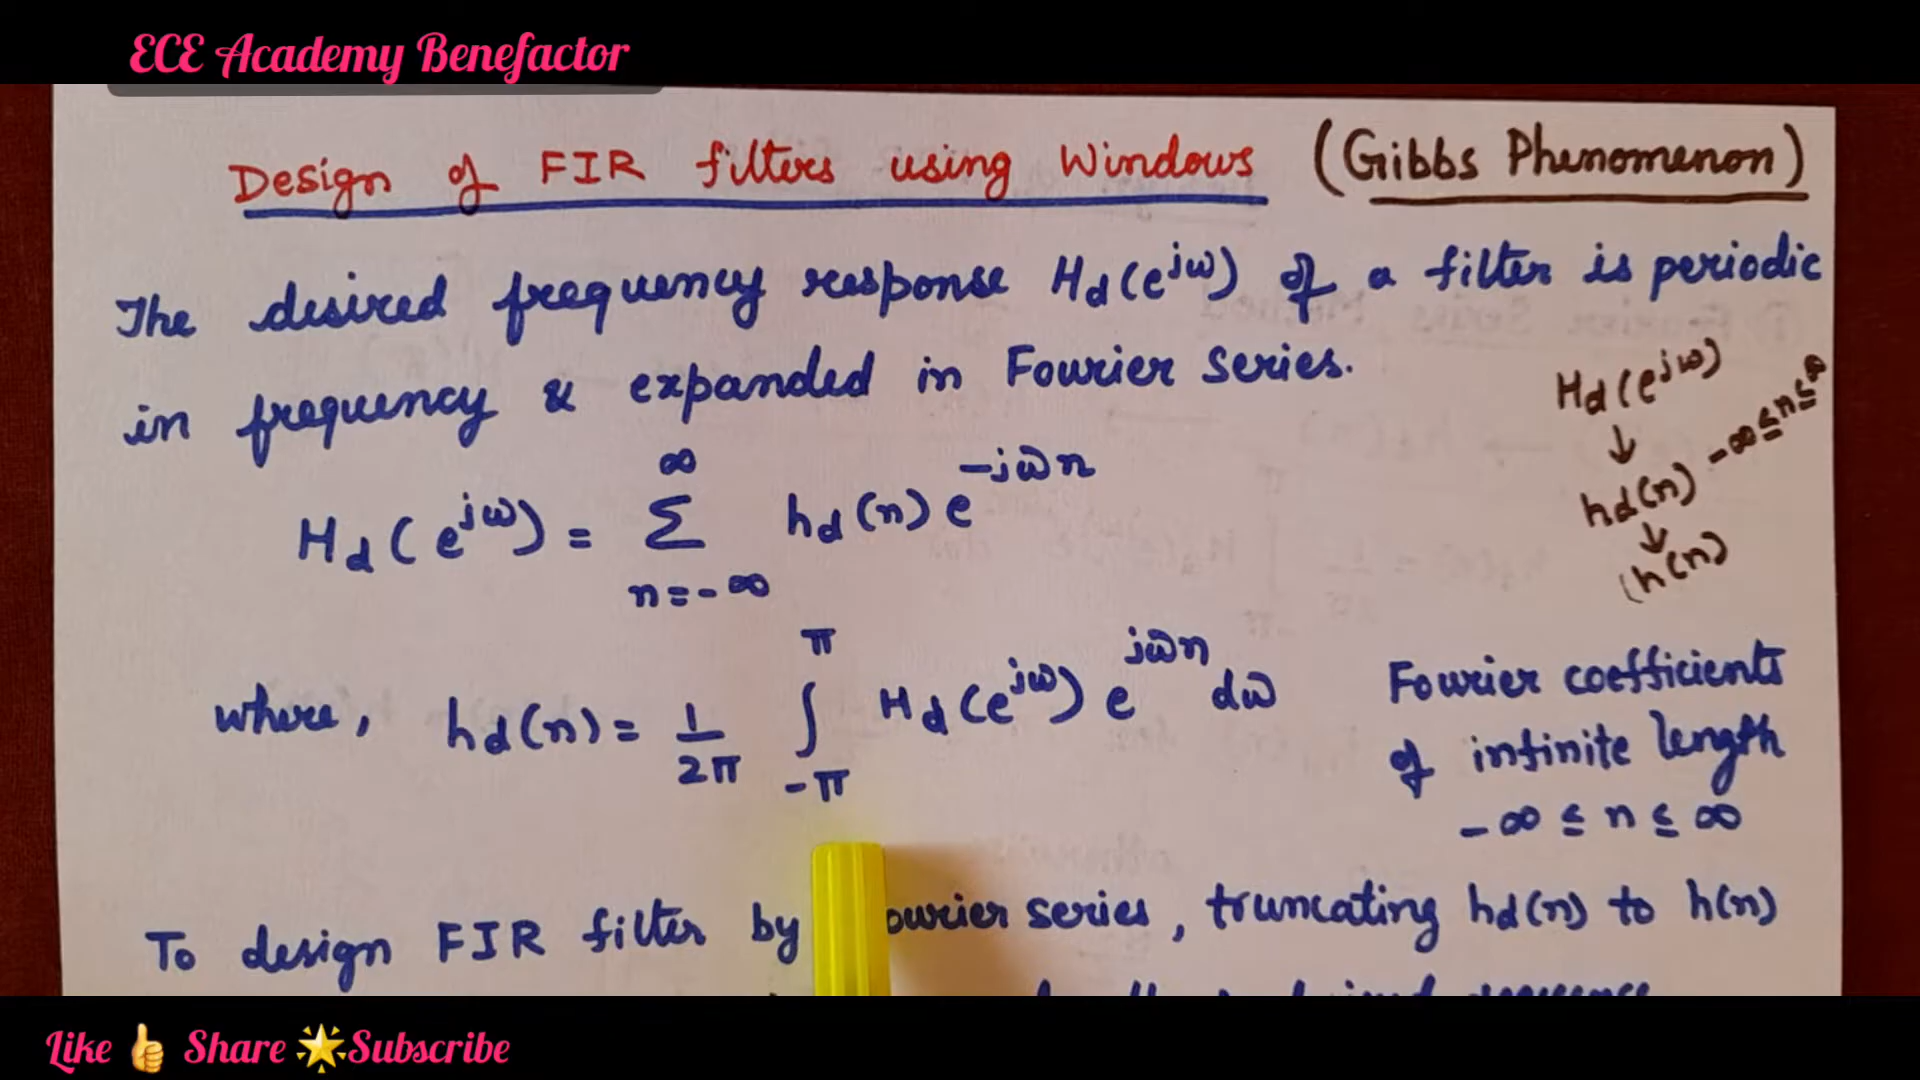 ECE Academy Benefactor
Design of FIR filters using Windows (Gibbs Phenomenon)
The desired frequency response Hd(e^jω) of a filter is periodic
in frequency & expanded in Fourier Series.
Hd(e^jω)
↓
hd(n) -∞≤n≤∞
↓
(h(n)
∞
Hd(e^jω) = Σ hd(n) e^-jωn
n=-∞
π
where, hd(n) = 1/2π ∫ Hd(e^jω) e^jωn dω
-π
Fourier coefficients
of infinite length
-∞ ≤ n ≤ ∞
To design FIR filter by ourier series, truncating hd(n) to h(n)
Like 👍 Share 🌟Subscribe